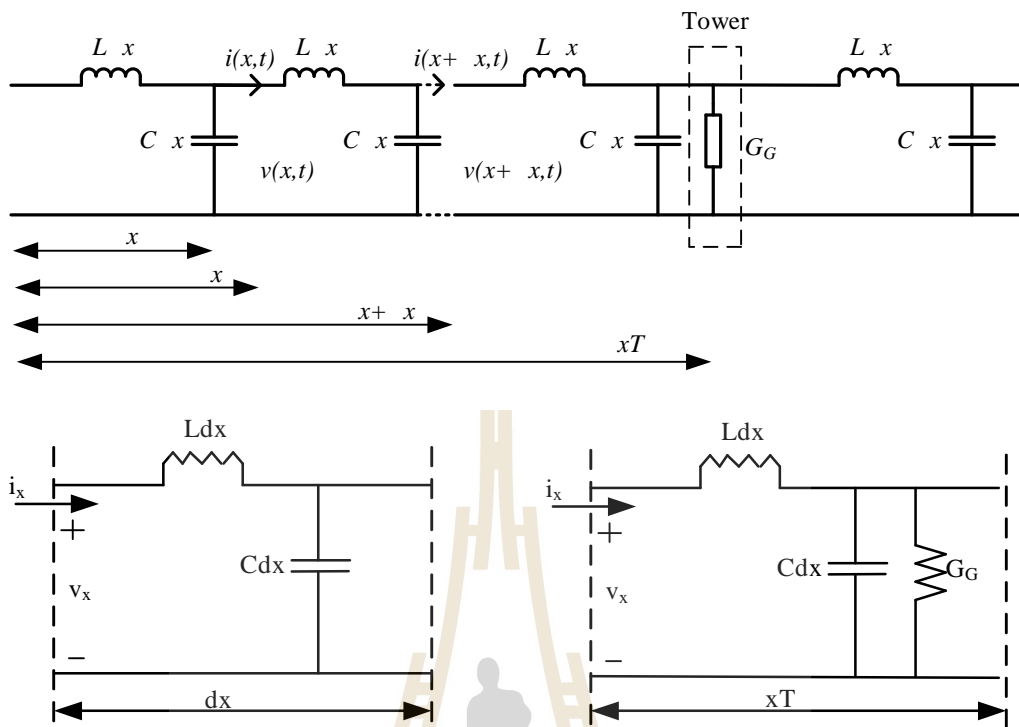 Tower
L x
i(x,t)
L x
i(x+ x,t)
L x
L x
C x
C x
C x
G_G
C x
v(x,t)
v(x+ x,t)
x
x
x+ x
xT
Ldx
i_x
+
Cdx
v_x
−
dx
Ldx
i_x
+
Cdx
G_G
v_x
−
xT